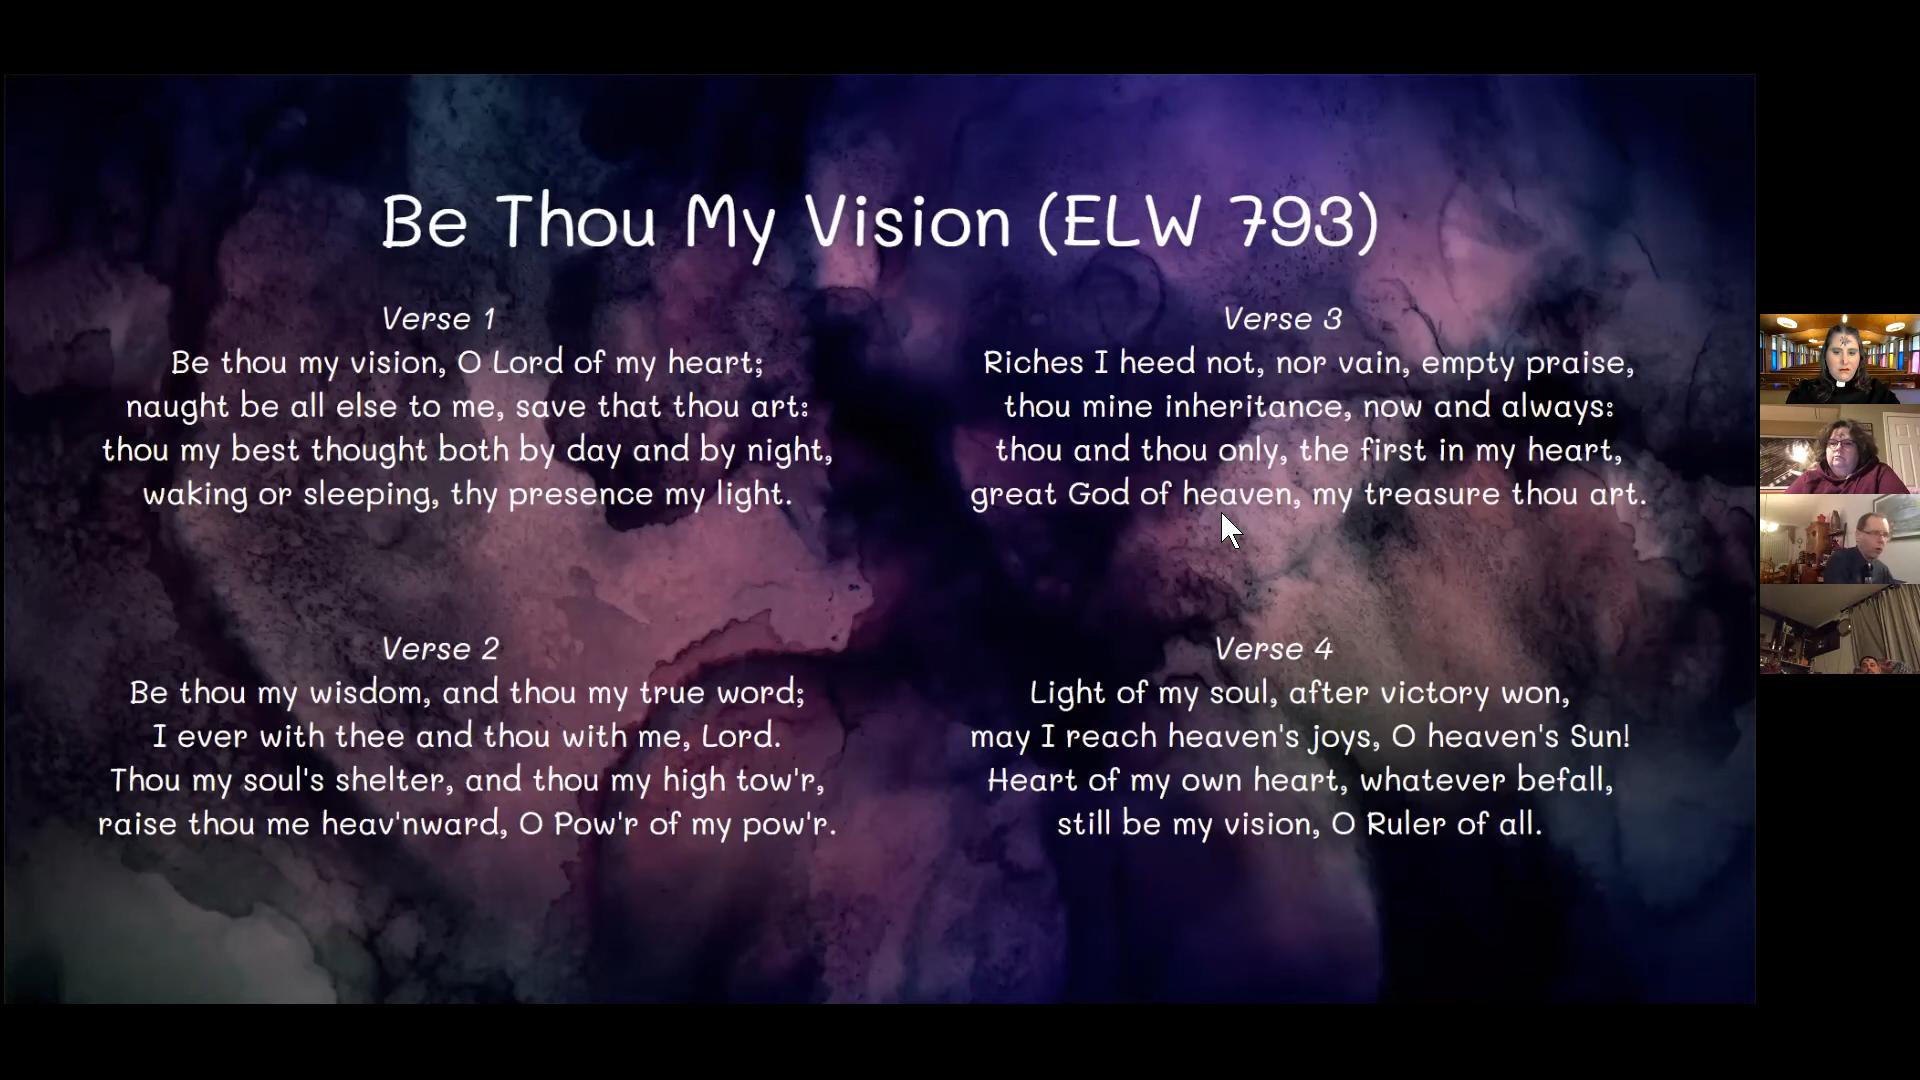 Be Thou My Vision (ELW 793)
Verse 1
Be thou my vision, O Lord of my heart;
naught be all else to me, save that thou art:
thou my best thought both by day and by night,
waking or sleeping, thy presence my light.
Verse 2
Be thou my wisdom, and thou my true word;
I ever with thee and thou with me, Lord.
Thou my soul's shelter, and thou my high tow'r,
raise thou me heav'nward, O Pow'r of my pow'r.
Verse 3
Riches I heed not, nor vain, empty praise,
thou mine inheritance, now and always:
thou and thou only, the first in my heart,
great God of heaven, my treasure thou art.
Verse 4
Light of my soul, after victory won,
may I reach heaven's joys, O heaven's Sun!
Heart of my own heart, whatever befall,
still be my vision, O Ruler of all.